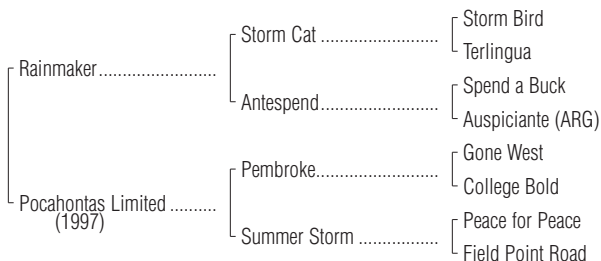 Storm Bird
Storm Cat ..............................
Terlingua
Rainmaker ..............................
Spend a Buck
Antespend ..............................
Auspiciante (ARG)
Gone West
Pembroke ..............................
College Bold
Pocahontas Limited ..........
(1997)
Peace for Peace
Summer Storm ....................
Field Point Road